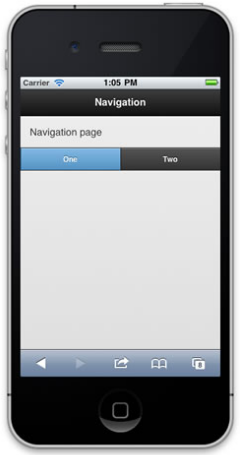 Carrier 1:05 PM
Navigation
Navigation page
One Two